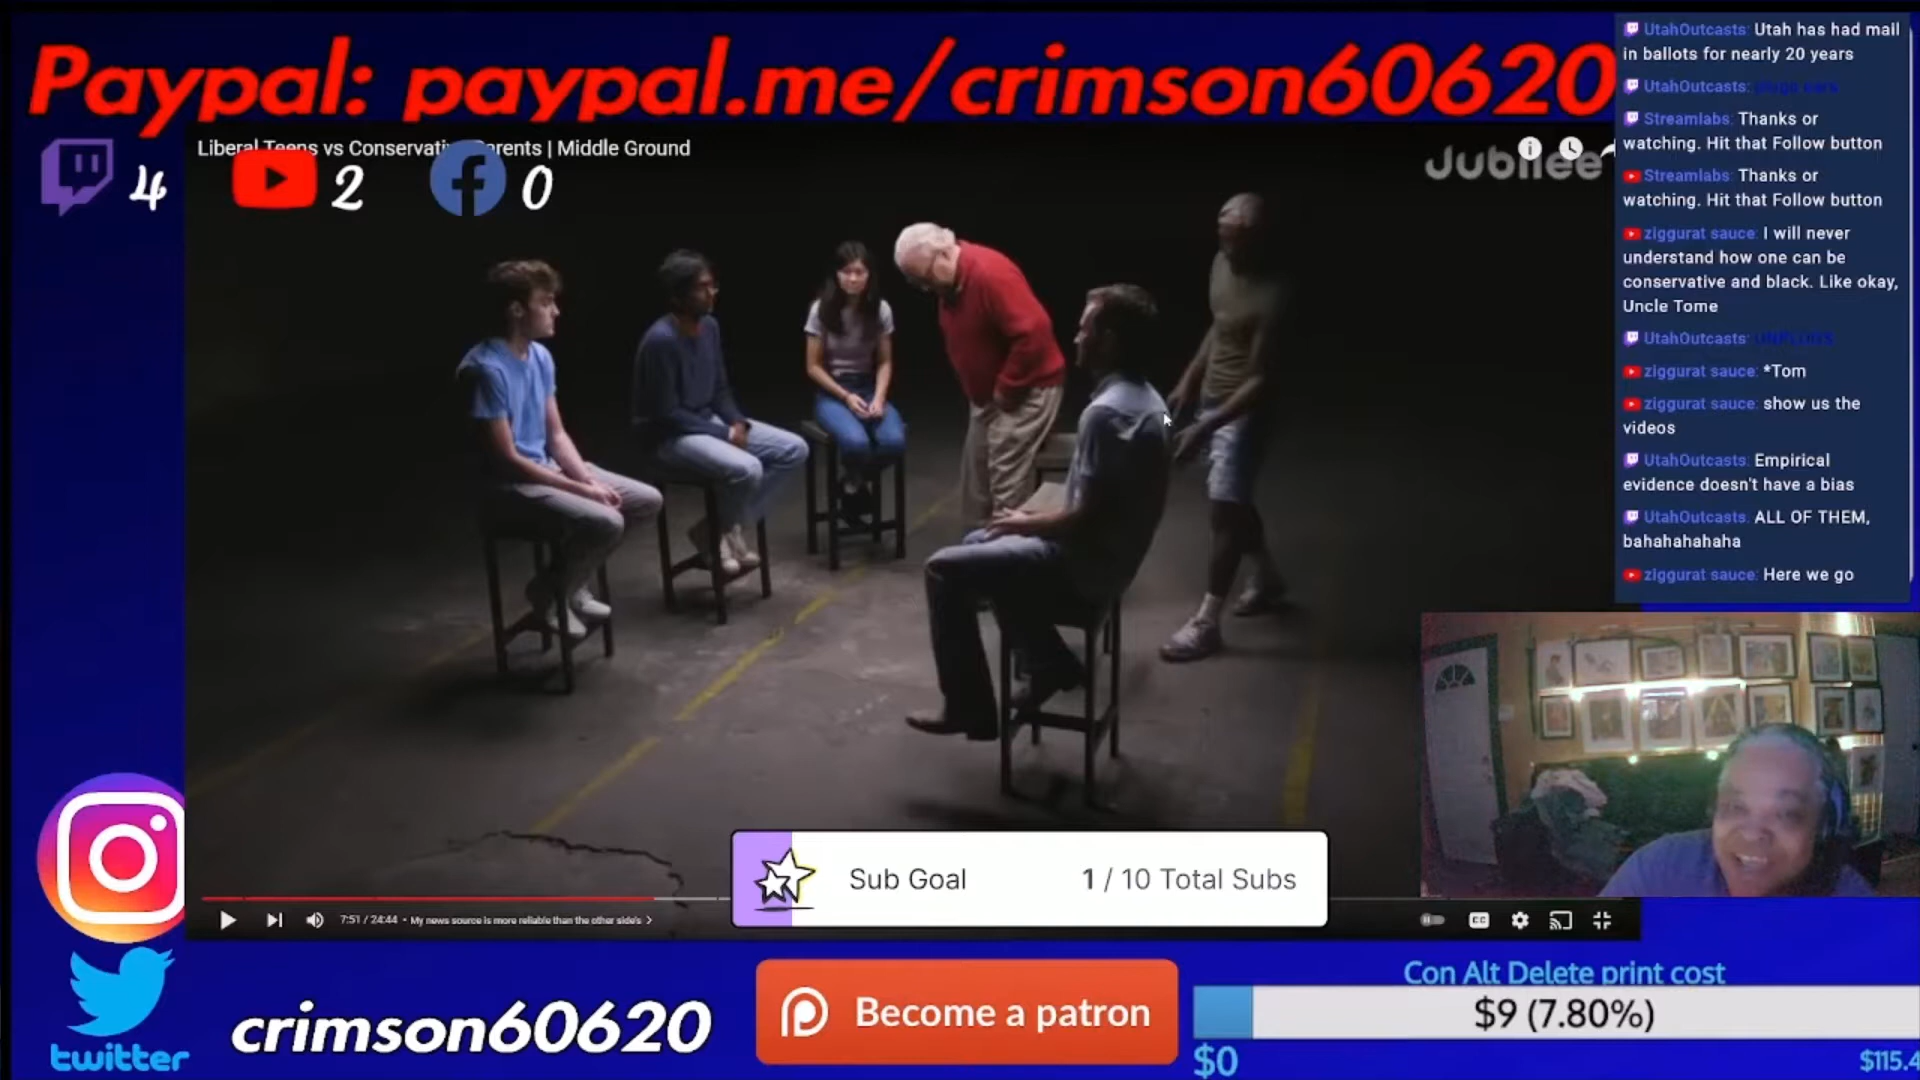 Paypal: paypal.me/crimson60620
Liberal Teens vs Conservative Parents | Middle Ground
Jubilee
4
2
0
UtahOutcasts: Utah has had mail
in ballots for nearly 20 years
UtahOutcasts: plugs ears
Streamlabs: Thanks or
watching. Hit that Follow button
Streamlabs: Thanks or
watching. Hit that Follow button
ziggurat sauce: I will never
understand how one can be
conservative and black. Like okay,
Uncle Tome
UtahOutcasts:
ziggurat sauce: *Tom
ziggurat sauce: show us the
videos
UtahOutcasts: Empirical
evidence doesn't have a bias
UtahOutcasts: ALL OF THEM,
bahahahahaha
ziggurat sauce: Here we go
Sub Goal 1 / 10 Total Subs
7:51 / 24:44 • My news source is more reliable than the other side's >
CC
twitter
crimson60620
Become a patron
Con Alt Delete print cost
$9 (7.80%)
$0
$115.4